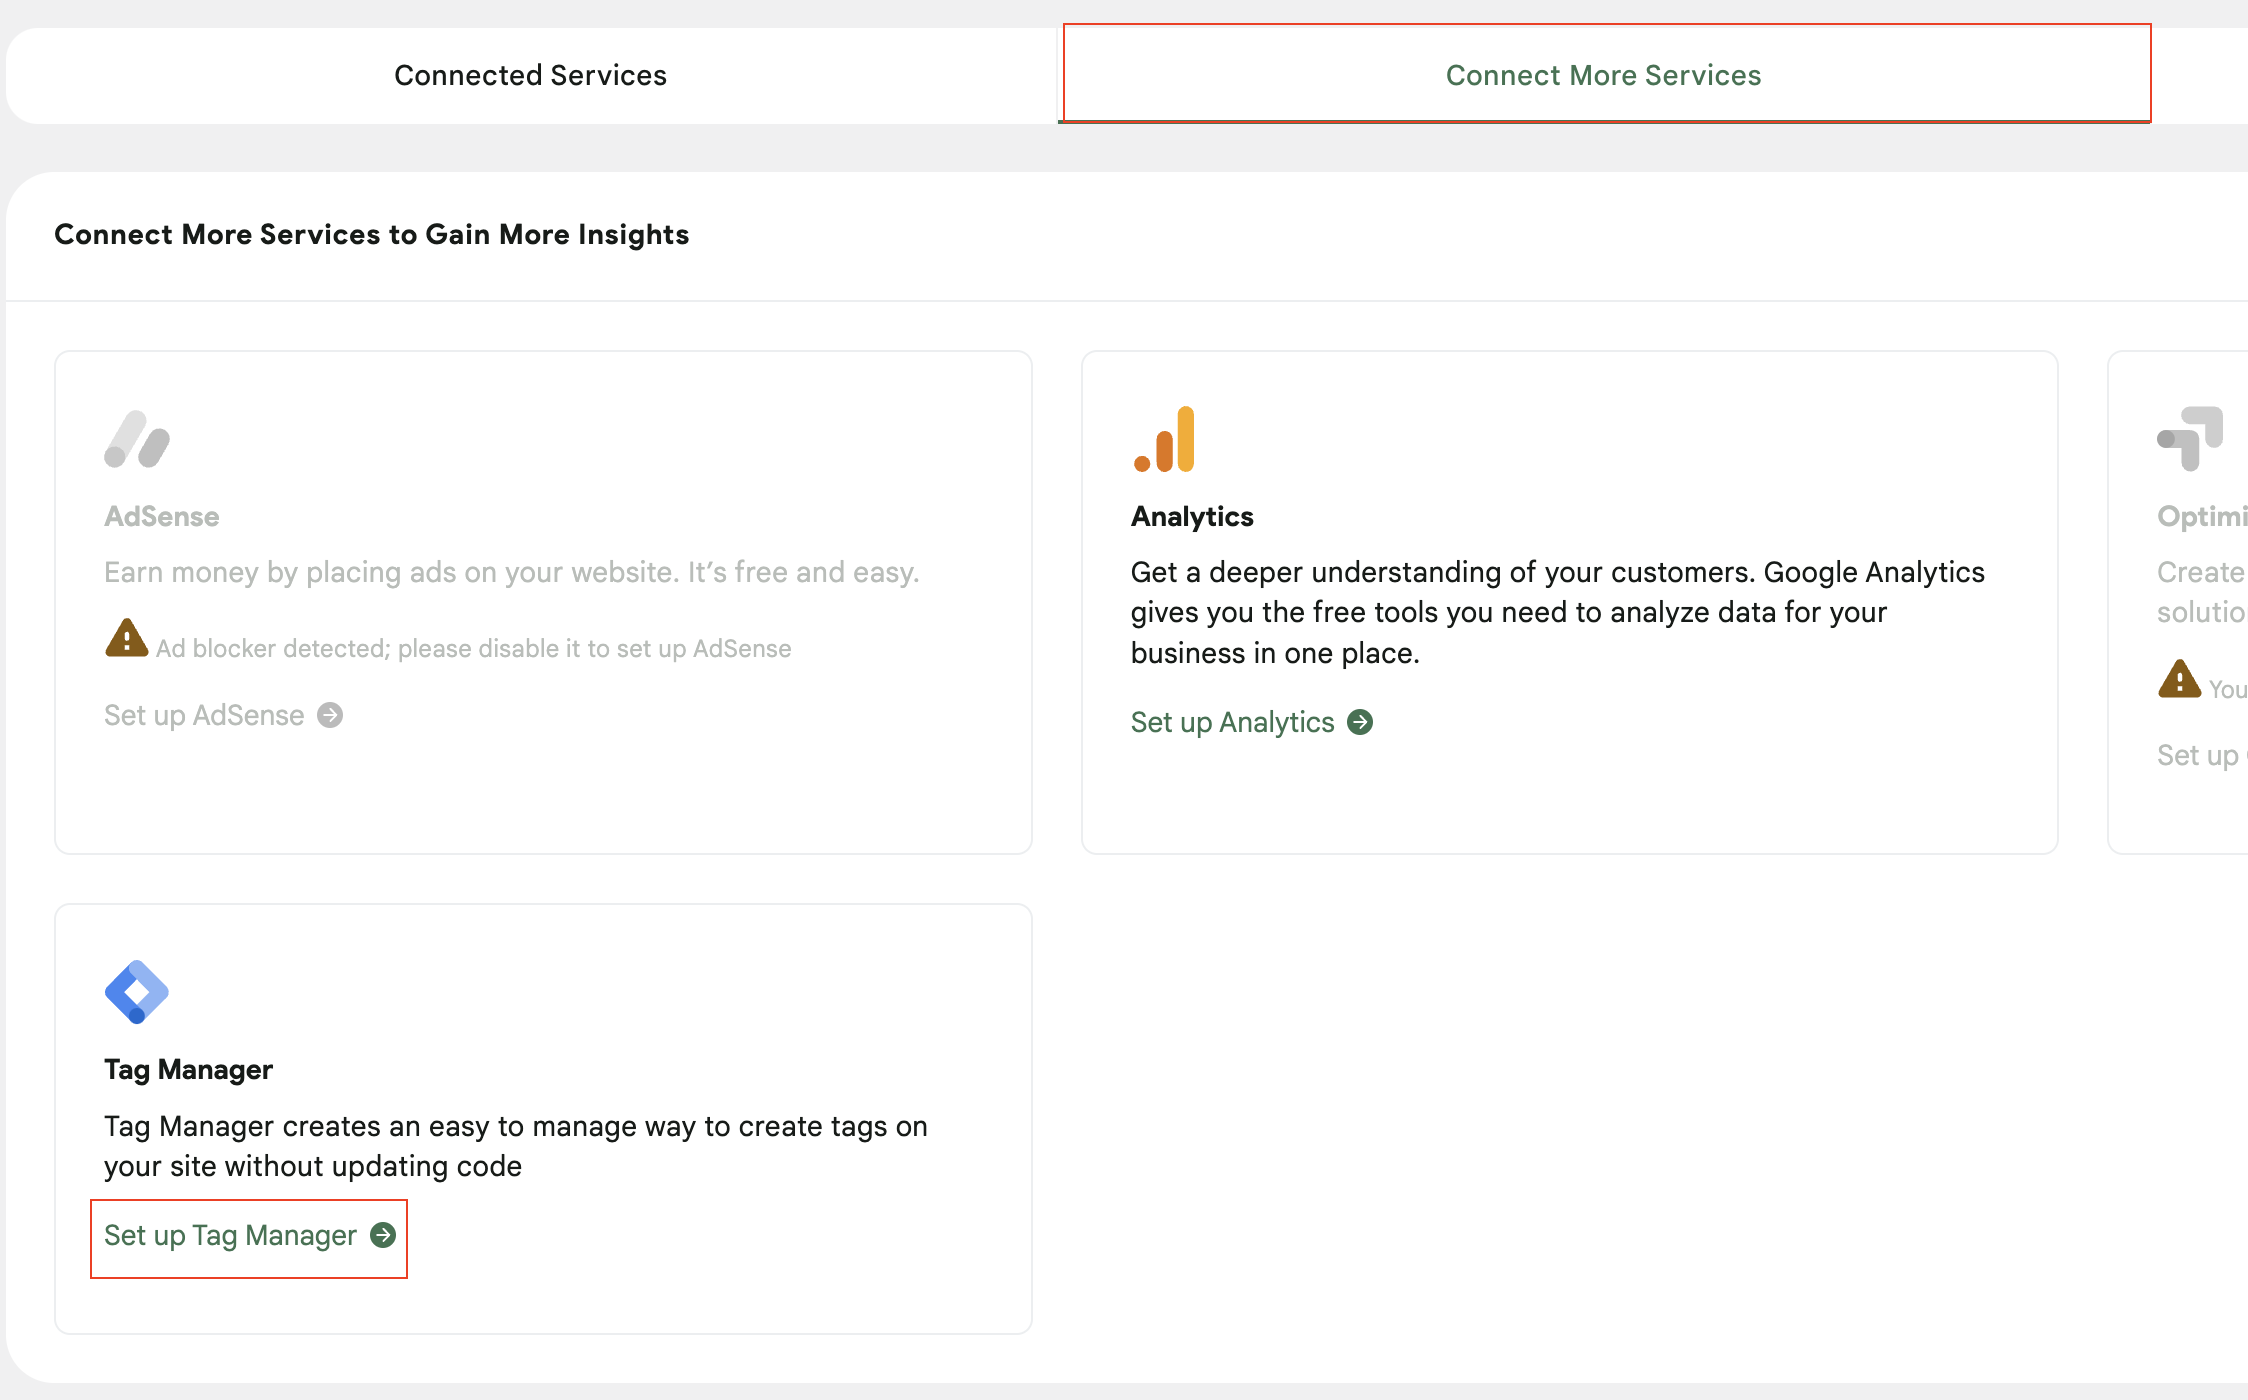 Connected Services
Connect More Services
Connect More Services to Gain More Insights
AdSense
Earn money by placing ads on your website. It’s free and easy.
Ad blocker detected; please disable it to set up AdSense
Set up AdSense
Analytics
Get a deeper understanding of your customers. Google Analytics
gives you the free tools you need to analyze data for your
business in one place.
Set up Analytics
Optimi
Create
solutio
You
Set up
Tag Manager
Tag Manager creates an easy to manage way to create tags on
your site without updating code
Set up Tag Manager